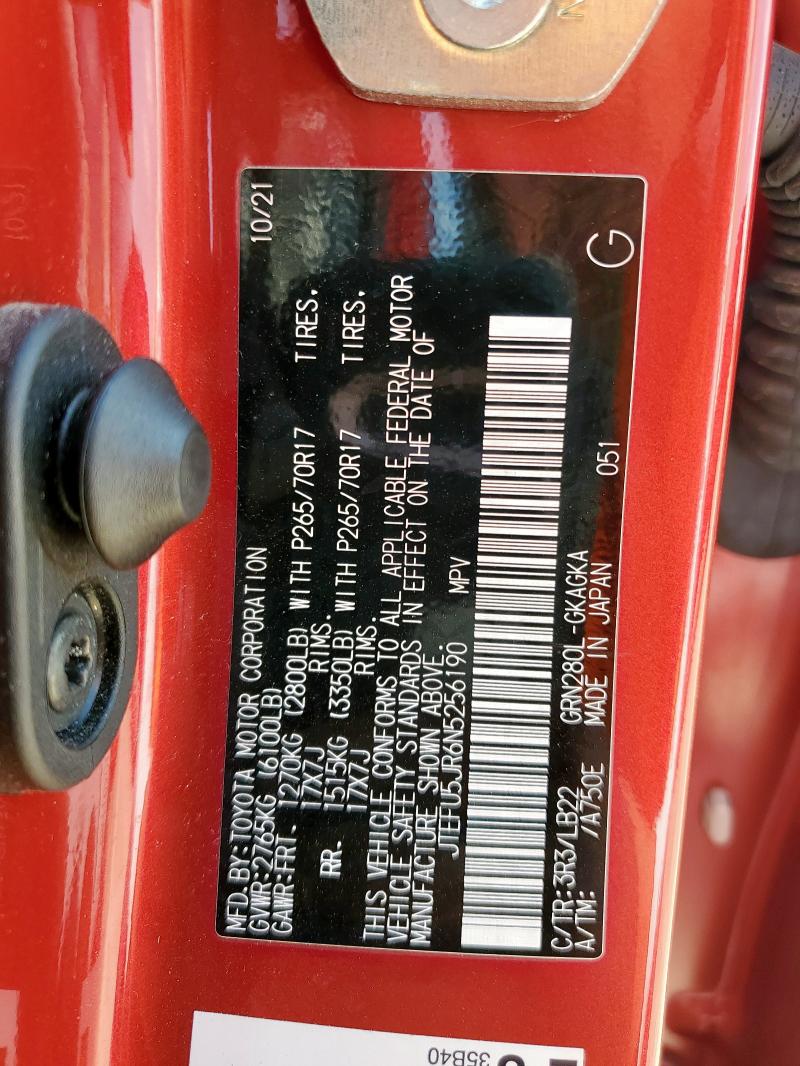 MFD. BY:TOYOTA MOTOR CORPORATION 10/21
GVWR:2765KG (6100LB)
GAWR:FRT. 1270KG (2800LB) WITH P265/70R17 TIRES,
17X7J RIMS.
RR. 1515KG (3350LB) WITH P265/70R17 TIRES,
17X7J RIMS.
THIS VEHICLE CONFORMS TO ALL APPLICABLE FEDERAL MOTOR
VEHICLE SAFETY STANDARDS IN EFFECT ON THE DATE OF
MANUFACTURE SHOWN ABOVE.
JTEFU5JR6N5256190 MPV
C/TR:3R3/LB22 GRN280L-GKAGKA 051 G
A/TM: /A750E MADE IN JAPAN
35B40